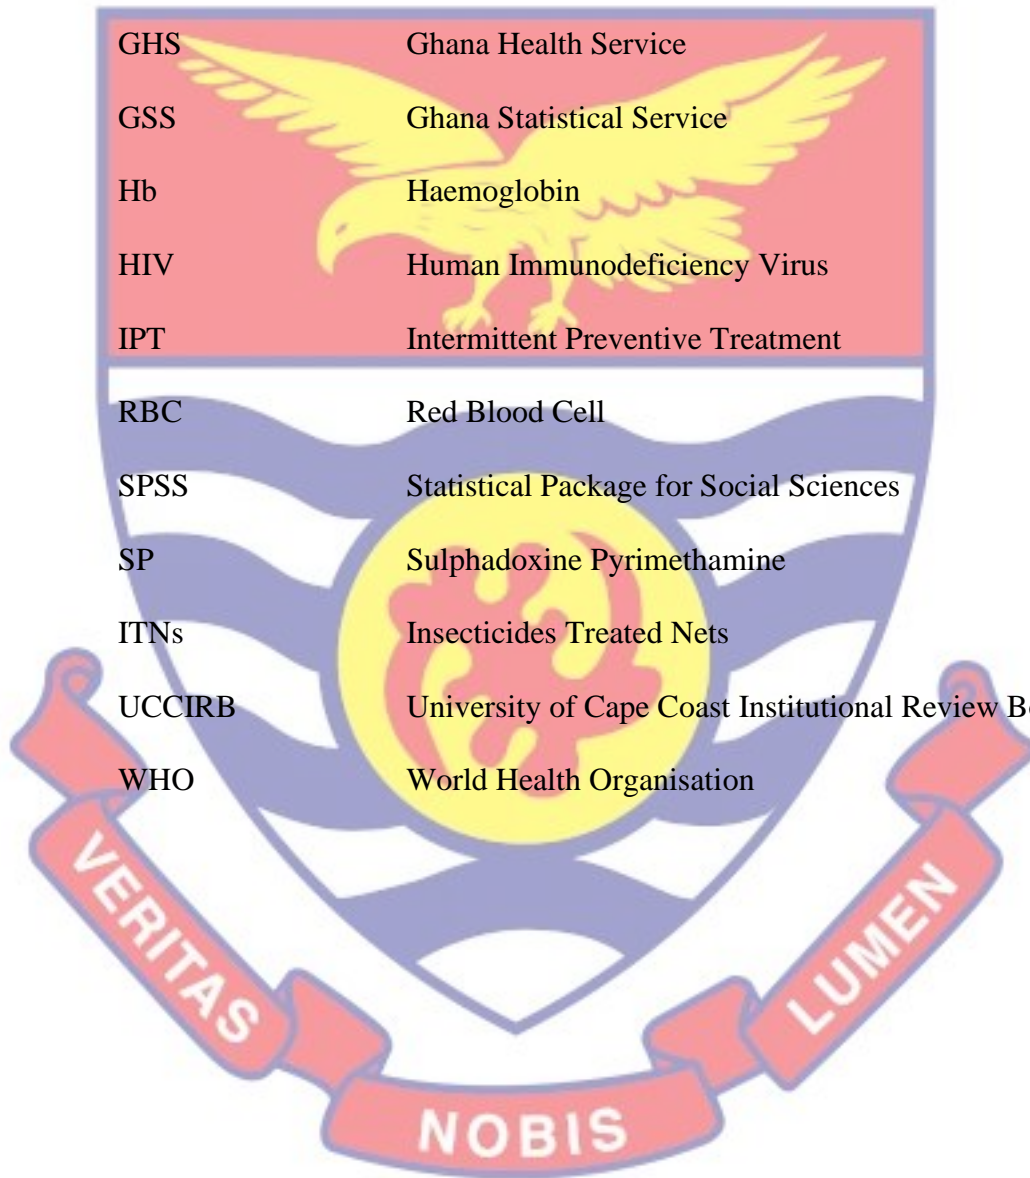 GHS Ghana Health Service
GSS Ghana Statistical Service
Hb Haemoglobin
HIV Human Immunodeficiency Virus
IPT Intermittent Preventive Treatment
RBC Red Blood Cell
SPSS Statistical Package for Social Sciences
SP Sulphadoxine Pyrimethamine
ITNs Insecticides Treated Nets
UCCIRB University of Cape Coast Institutional Review
WHO World Health Organisation
VERITAS
NOBIS
LUMEN